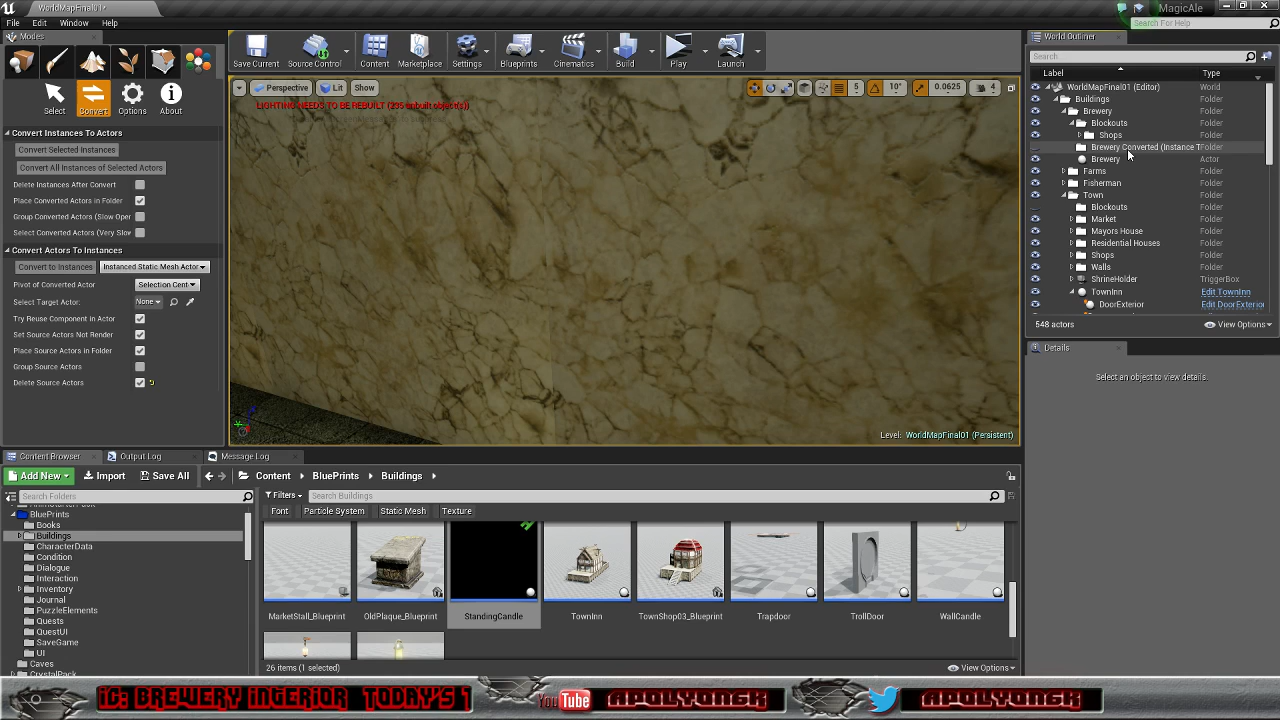 WorldMapFinal01*
MagicAle
File Edit Window Help
Search For Help
Modes
Save Current
Source Control
Content
Marketplace
Settings
Blueprints
Cinematics
Build
Play
Launch
World Outliner
Search
Label Type
Select Convert Options About
Perspective Lit Show
5 10° 0.0625 4
LIGHTING NEEDS TO BE REBUILT (235 unbuilt object(s))
WorldMapFinal01 (Editor) World
Buildings Folder
Brewery Folder
Blockouts Folder
Shops Folder
Brewery Converted (Instance T Folder
Brewery Actor
Farms Folder
Fisherman Folder
Town Folder
Blockouts Folder
Market Folder
Mayors House Folder
Residential Houses Folder
Shops Folder
Walls Folder
ShrineHolder TriggerBox
TownInn Edit TownInn
DoorExterior Edit DoorExterior
548 actors View Options
Details
Select an object to view details.
Convert Instances To Actors
Convert Selected Instances
Convert All Instances of Selected Actors
Delete Instances After Convert
Place Converted Actors in Folder
Group Converted Actors (Slow Oper
Select Converted Actors (Very Slov
Convert Actors To Instances
Convert to Instances Instanced Static Mesh Actor
Pivot of Converted Actor Selection Cent
Select Target Actor: None
Try Reuse Component in Actor
Set Source Actors Not Render
Place Source Actors in Folder
Group Source Actors
Delete Source Actors
Level: WorldMapFinal01 (Persistent)
Content Browser Output Log Message Log
Add New Import Save All Content BluePrints Buildings
Search Folders
Filters Search Buildings
Font Particle System Static Mesh Texture
BluePrints
Books
Buildings
CharacterData
Condition
Dialogue
Interaction
Inventory
Journal
PuzzleElements
Quests
QuestUI
SaveGame
UI
Caves
CrystalPack
MarketStall_Blueprint OldPlaque_Blueprint StandingCandle TownInn TownShop03_Blueprint Trapdoor TrollDoor WallCandle
26 items (1 selected) View Options
iG: BREWERY INTERIOR TODAY'S
YouTube APOLYONGK APOLYONGK